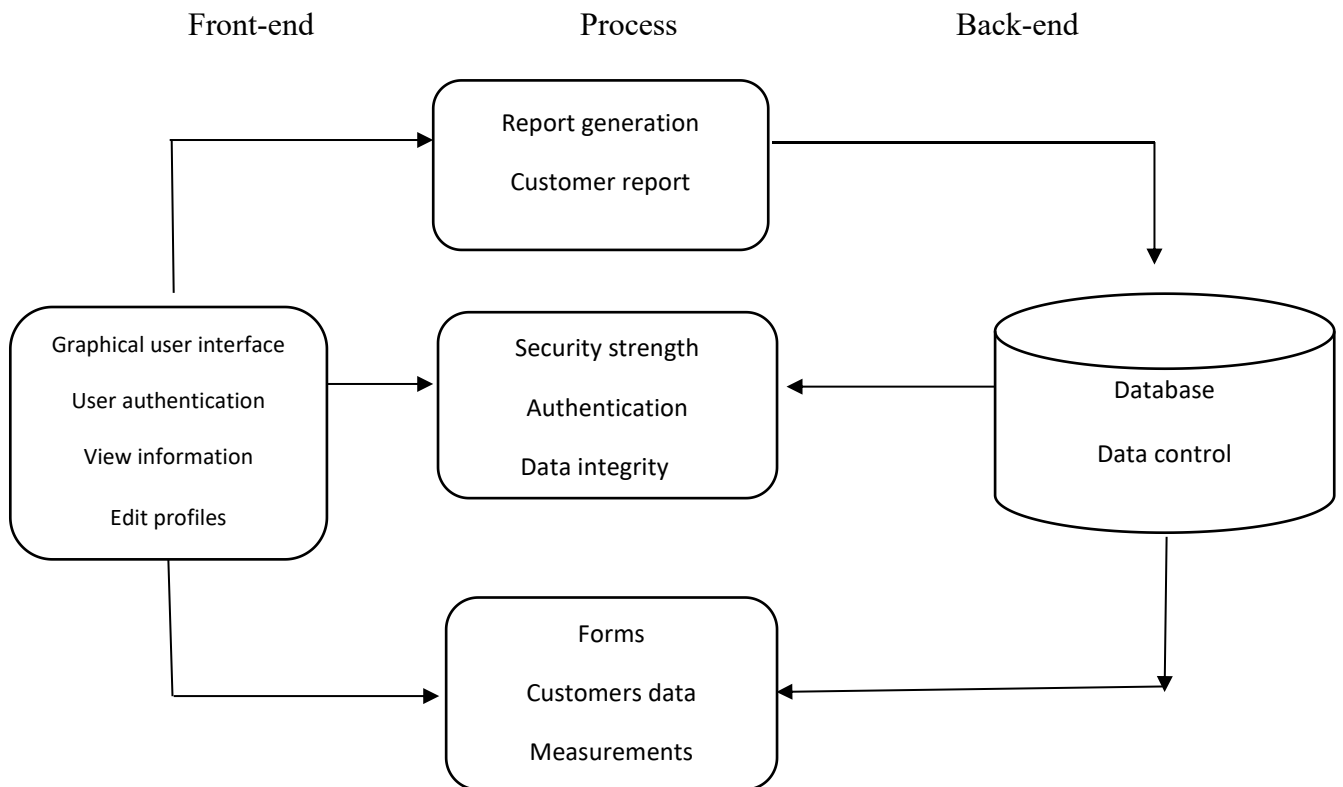 Front-end
Process
Back-end
Report generation
Customer report
Graphical user interface
User authentication
View information
Edit profiles
Security strength
Authentication
Data integrity
Database
Data control
Forms
Customers data
Measurements